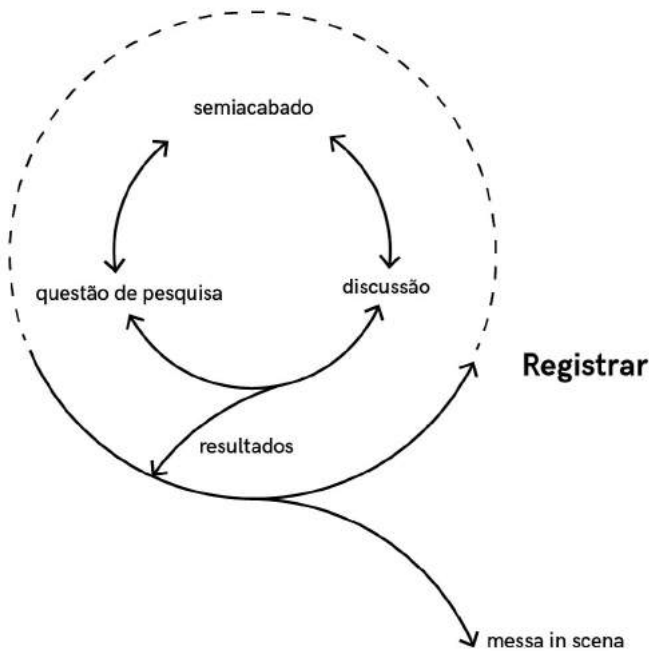 semiacabado
questão de pesquisa
discussão
Registrar
resultados
messa in scena